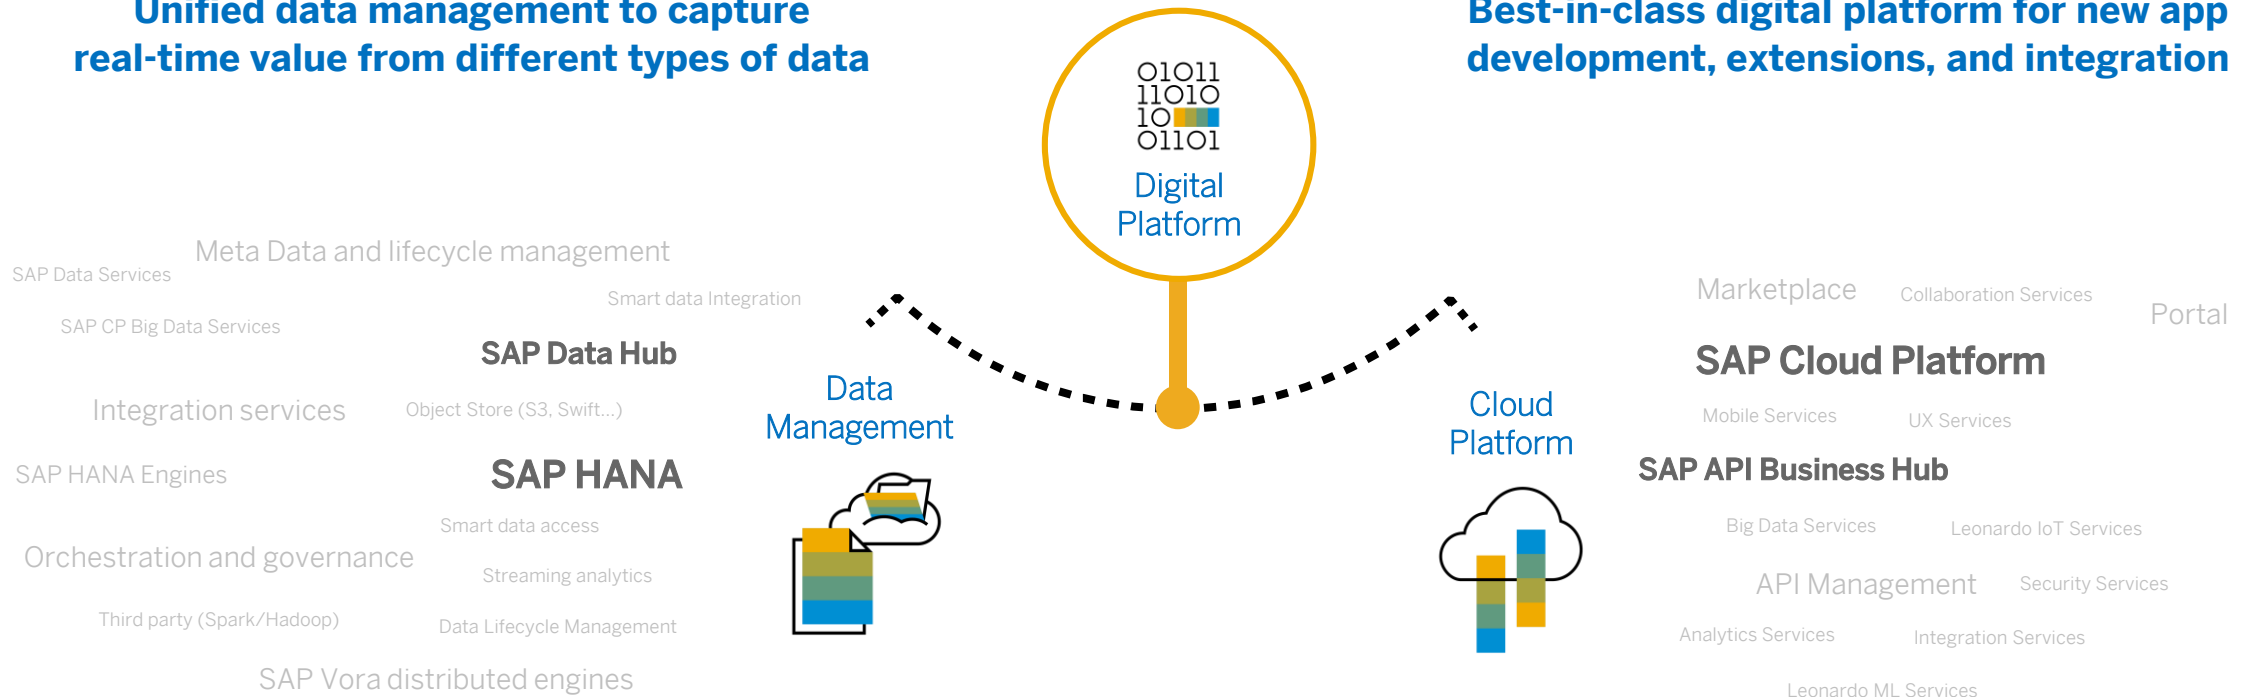 Unified data management to capture
real-time value from different types of data
Best-in-class digital platform for new app
development, extensions, and integration
01011
11010
10
01101
Digital
Platform
Meta Data and lifecycle management
SAP Data Services
Smart data Integration
SAP CP Big Data Services
SAP Data Hub
Integration services
Object Store (S3, Swift...)
SAP HANA Engines
SAP HANA
Smart data access
Orchestration and governance
Streaming analytics
Third party (Spark/Hadoop)
Data Lifecycle Management
SAP Vora distributed engines
Data
Management
Cloud
Platform
Marketplace
Collaboration Services
Portal
SAP Cloud Platform
Mobile Services
UX Services
SAP API Business Hub
Big Data Services
Leonardo IoT Services
API Management
Security Services
Analytics Services
Integration Services
Leonardo ML Services